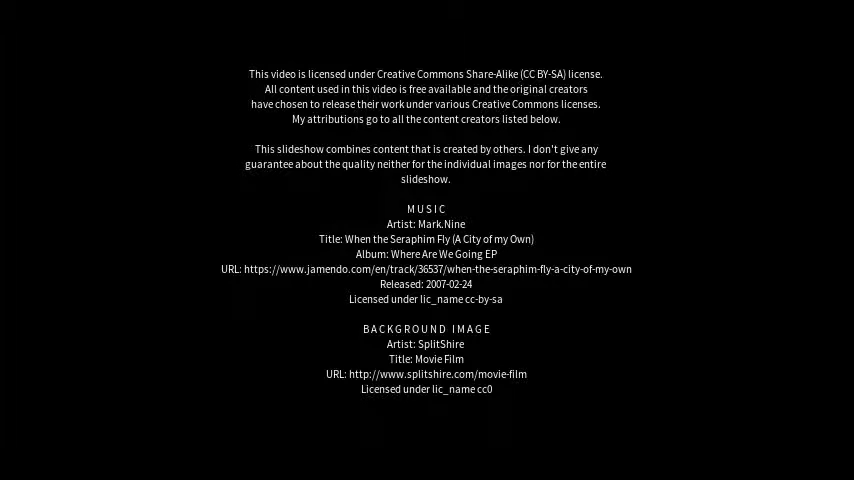 This video is licensed under Creative Commons Share-Alike (CC BY-SA) license.
All content used in this video is free available and the original creators
have chosen to release their work under various Creative Commons licenses.
My attributions go to all the content creators listed below.
This slideshow combines content that is created by others. I don't give any
guarantee about the quality neither for the individual images nor for the entire
slideshow.
MUSIC
Artist: Mark.Nine
Title: When the Seraphim Fly (A City of my Own)
Album: Where Are We Going EP
URL: https://www.jamendo.com/en/track/36537/when-the-seraphim-fly-a-city-of-my-own
Released: 2007-02-24
Licensed under lic_name cc-by-sa
BACKGROUND IMAGE
Artist: SplitShire
Title: Movie Film
URL: http://www.splitshire.com/movie-film
Licensed under lic_name cc0